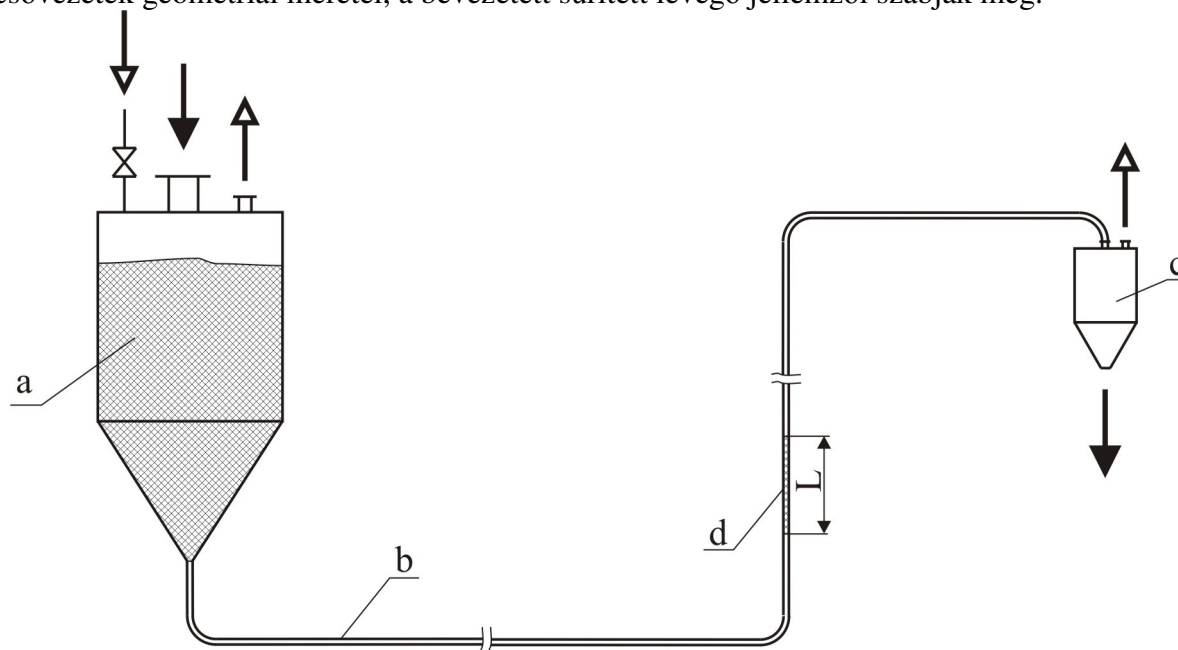 csővezeték geometriai méretei, a bevezetett sűrített levegő jellemzői szabják meg.
c
a
L
d
b